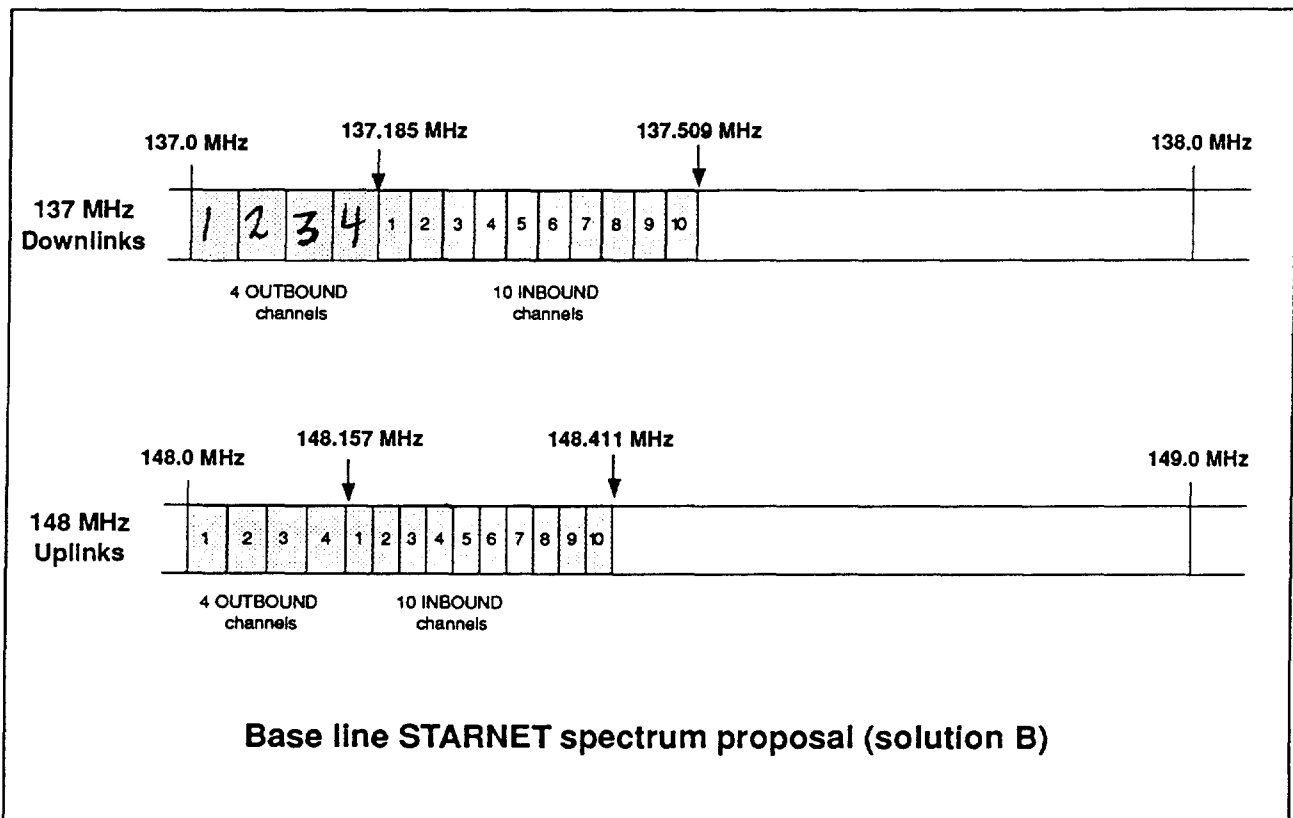 137.0 MHz 137.185 MHz 137.509 MHz 138.0 MHz
137 MHz
Downlinks
1 2 3 4 1 2 3 4 5 6 7 8 9 10
4 OUTBOUND
channels
10 INBOUND
channels
148.0 MHz 148.157 MHz 148.411 MHz 149.0 MHz
148 MHz
Uplinks
1 2 3 4 1 2 3 4 5 6 7 8 9 10
4 OUTBOUND
channels
10 INBOUND
channels
Base line STARNET spectrum proposal (solution B)